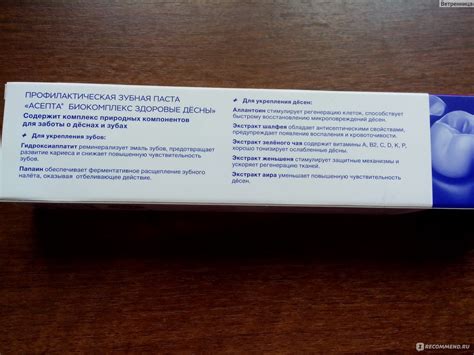 Ветренница
ПРОФИЛАКТИЧЕСКАЯ ЗУБНАЯ ПАСТА
«АСЕПТА® БИОКОМПЛЕКС ЗДОРОВЫЕ ДЁСНЫ»
Содержит комплекс природных компонентов
для заботы о дёснах и зубах
Для укрепления зубов:
Гидроксиапатит реминерализует эмаль зубов, предотвращает
развитие кариеса и снижает повышенную чувствительность
зубов.
Папаин обеспечивает ферментативное расщепление зубного
налёта, оказывая отбеливающее действие.
Для укрепления дёсен:
Аллантоин стимулирует регенерацию клеток, способствует
быстрому восстановлению микроповреждений дёсен.
Экстракт шалфея обладает антисептическими свойствами,
предупреждает появление воспаления и кровоточивости.
Экстракт зелёного чая содержит витамины А, В2, С, D, K, P,
хорошо тонизирует ослабленные дёсны.
Экстракт женьшеня стимулирует защитные механизмы и
ускоряет регенерацию тканей.
Экстракт аира уменьшает повышенную чувствительность
дёсен.
IRECOMMEND.RU